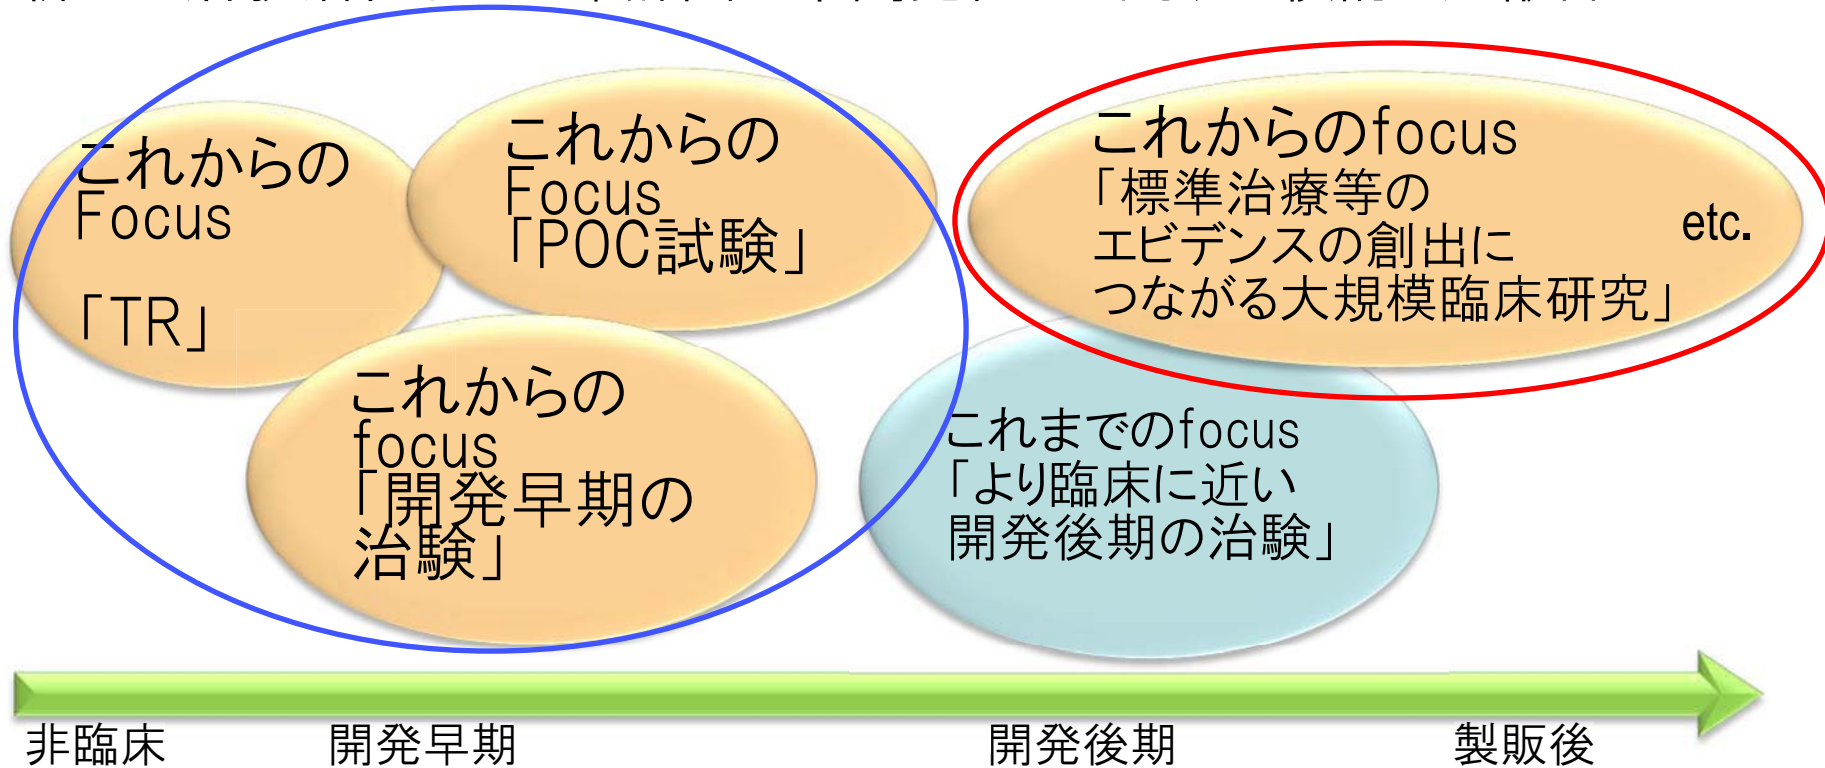 これからの
Focus
「TR」
これからの
Focus
「POC試験」
これからの
focus
「開発早期の
治験」
これからのfocus
「標準治療等の
エビデンスの創出に
つながる大規模臨床研究」
etc.
これまでのfocus
「より臨床に近い
開発後期の治験」
非臨床
開発早期
開発後期
製販後